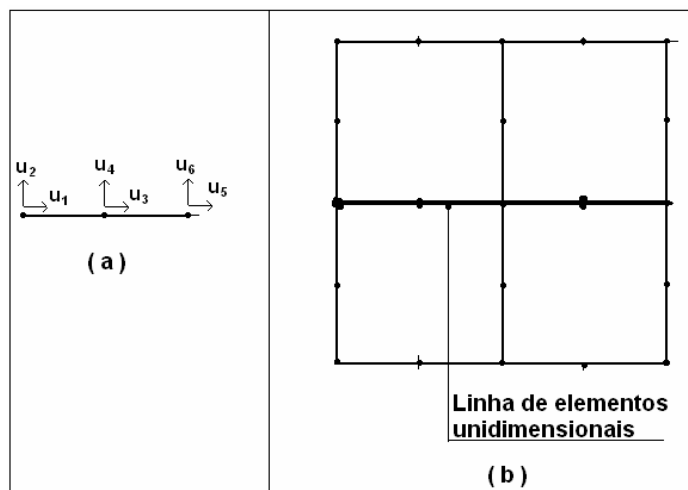 u2
u4
u6
u1
u3
u5
( a )
Linha de elementos
unidimensionais
( b )